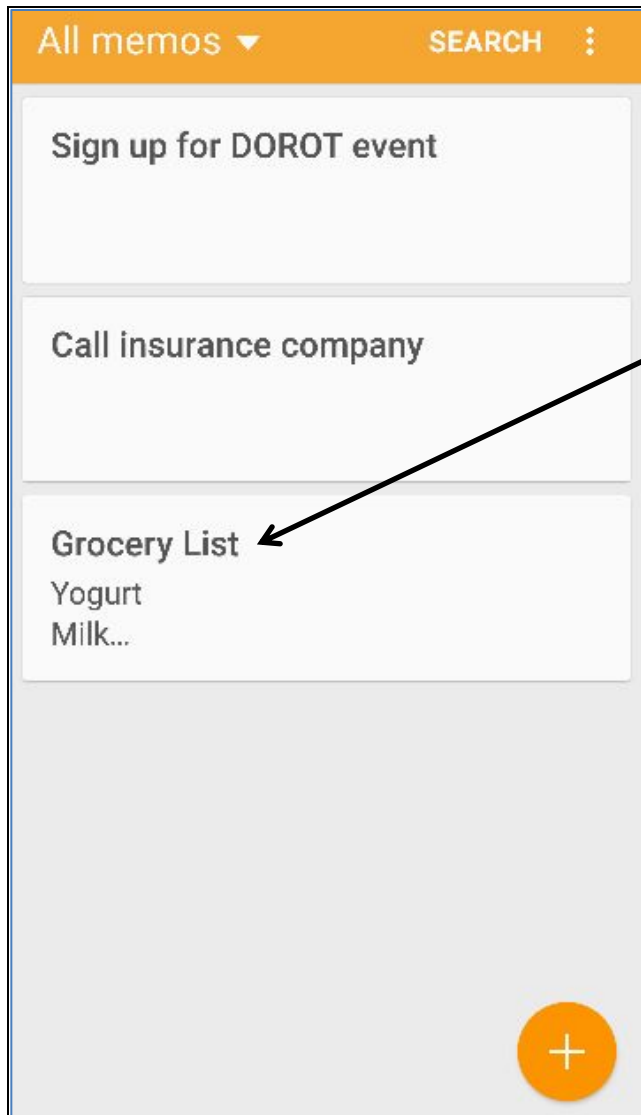 All memos SEARCH
Sign up for DOROT event
Call insurance company
Grocery List
Yogurt
Milk...